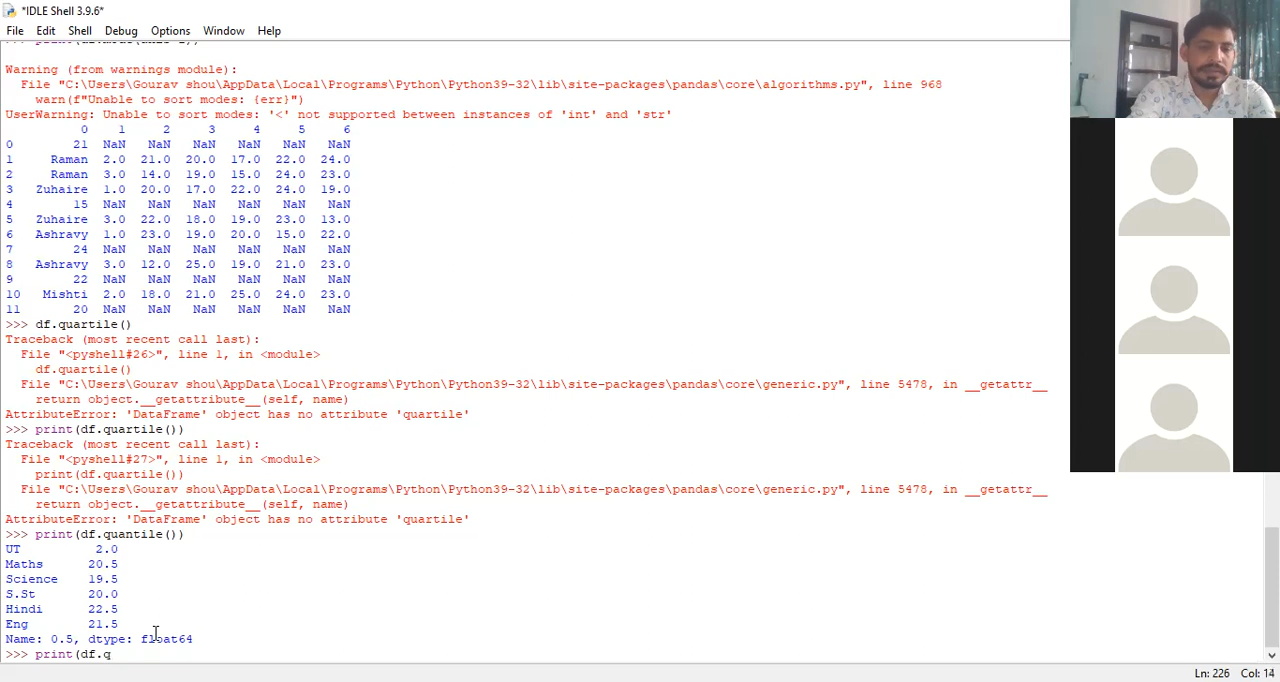 *IDLE Shell 3.9.6*
File Edit Shell Debug Options Window Help
Warning (from warnings module):
File "C:\Users\Gourav shou\AppData\Local\Programs\Python\Python39-32\lib\site-packages\pandas\core\algorithms.py", line 968
warn(f"Unable to sort modes: {err}")
UserWarning: Unable to sort modes: '<' not supported between instances of 'int' and 'str'
0 1 2 3 4 5 6
0 21 NaN NaN NaN NaN NaN NaN
1 Raman 2.0 21.0 20.0 17.0 22.0 24.0
2 Raman 3.0 14.0 19.0 15.0 24.0 23.0
3 Zuhaire 1.0 20.0 17.0 22.0 24.0 19.0
4 15 NaN NaN NaN NaN NaN NaN
5 Zuhaire 3.0 22.0 18.0 19.0 23.0 13.0
6 Ashravy 1.0 23.0 19.0 20.0 15.0 22.0
7 24 NaN NaN NaN NaN NaN NaN
8 Ashravy 3.0 12.0 25.0 19.0 21.0 23.0
9 22 NaN NaN NaN NaN NaN NaN
10 Mishti 2.0 18.0 21.0 25.0 24.0 23.0
11 20 NaN NaN NaN NaN NaN NaN
>>> df.quartile()
Traceback (most recent call last):
File "<pyshell#26>", line 1, in <module>
df.quartile()
File "C:\Users\Gourav shou\AppData\Local\Programs\Python\Python39-32\lib\site-packages\pandas\core\generic.py", line 5478, in __getattr__
return object.__getattribute__(self, name)
AttributeError: 'DataFrame' object has no attribute 'quartile'
>>> print(df.quartile())
Traceback (most recent call last):
File "<pyshell#27>", line 1, in <module>
print(df.quartile())
File "C:\Users\Gourav shou\AppData\Local\Programs\Python\Python39-32\lib\site-packages\pandas\core\generic.py", line 5478, in __getattr__
return object.__getattribute__(self, name)
AttributeError: 'DataFrame' object has no attribute 'quartile'
>>> print(df.quantile())
UT 2.0
Maths 20.5
Science 19.5
S.St 20.0
Hindi 22.5
Eng 21.5
Name: 0.5, dtype: float64
>>> print(df.q
Ln: 226 Col: 14